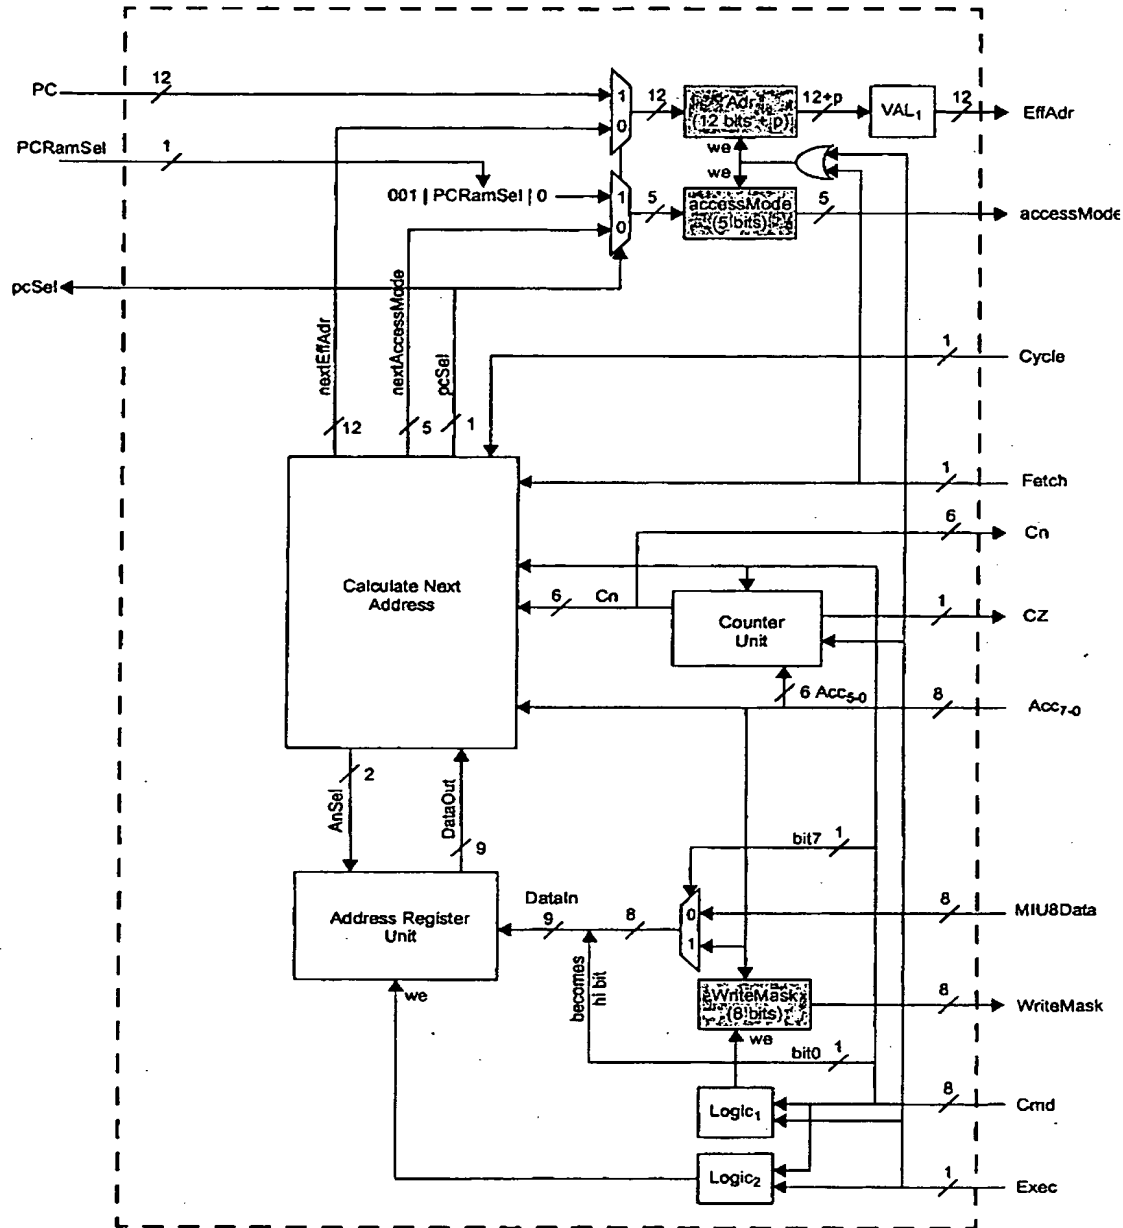 PC
12
1
0
12
EffAdr
(12 bits + p)
12+p
VAL1
12
EffAdr
PCRamSel
1
we
we
001 | PCRamSel | 0
1
0
5
accessMode
(5 bits)
5
accessMode
pcSel
nextEffAdr
nextAccessMode
pcSel
1
Cycle
12
5
1
1
Fetch
6
Cn
Calculate Next
Address
6
Cn
Counter
Unit
1
CZ
6 Acc5-0
8
Acc7-0
AnSel
2
DataOut
9
bit7
1
Address Register
Unit
DataIn
9
8
0
1
8
MIU8Data
becomes
hi bit
WriteMask
(8 bits)
8
WriteMask
we
we
bit0
1
Logic1
8
Cmd
Logic2
1
Exec